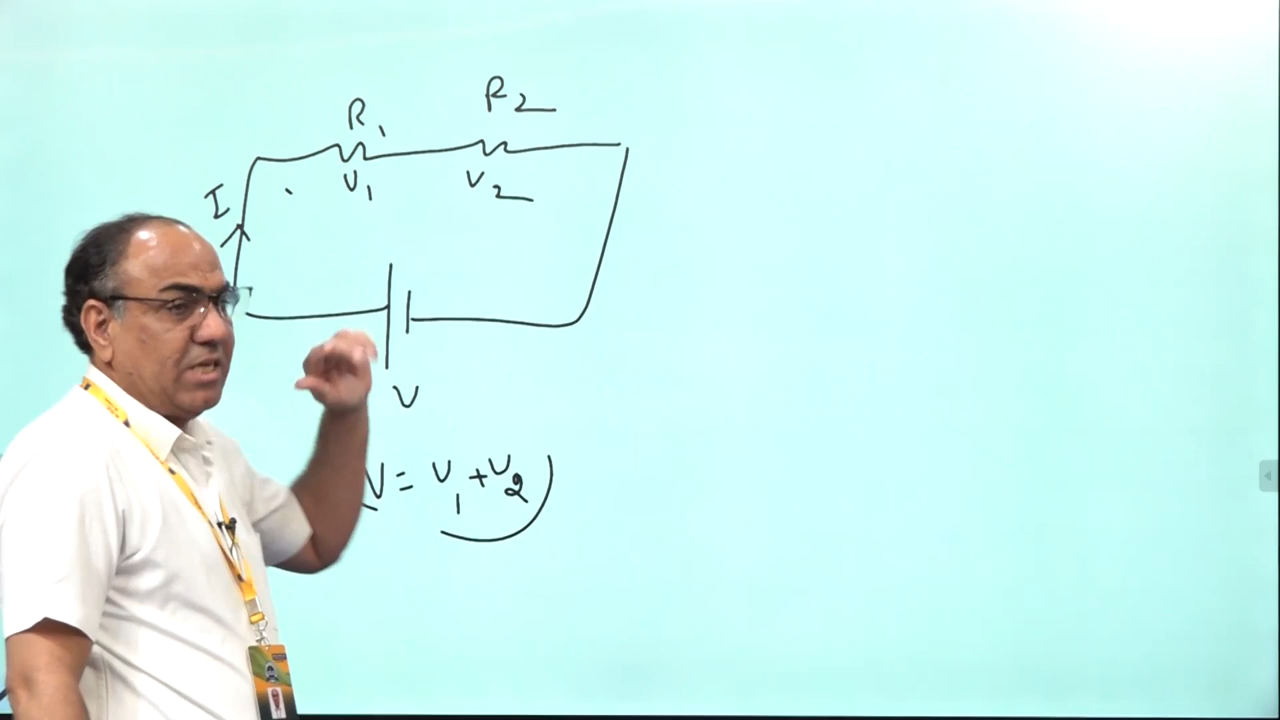 R1 R2
I V1 V2
V
V = V1 + V2